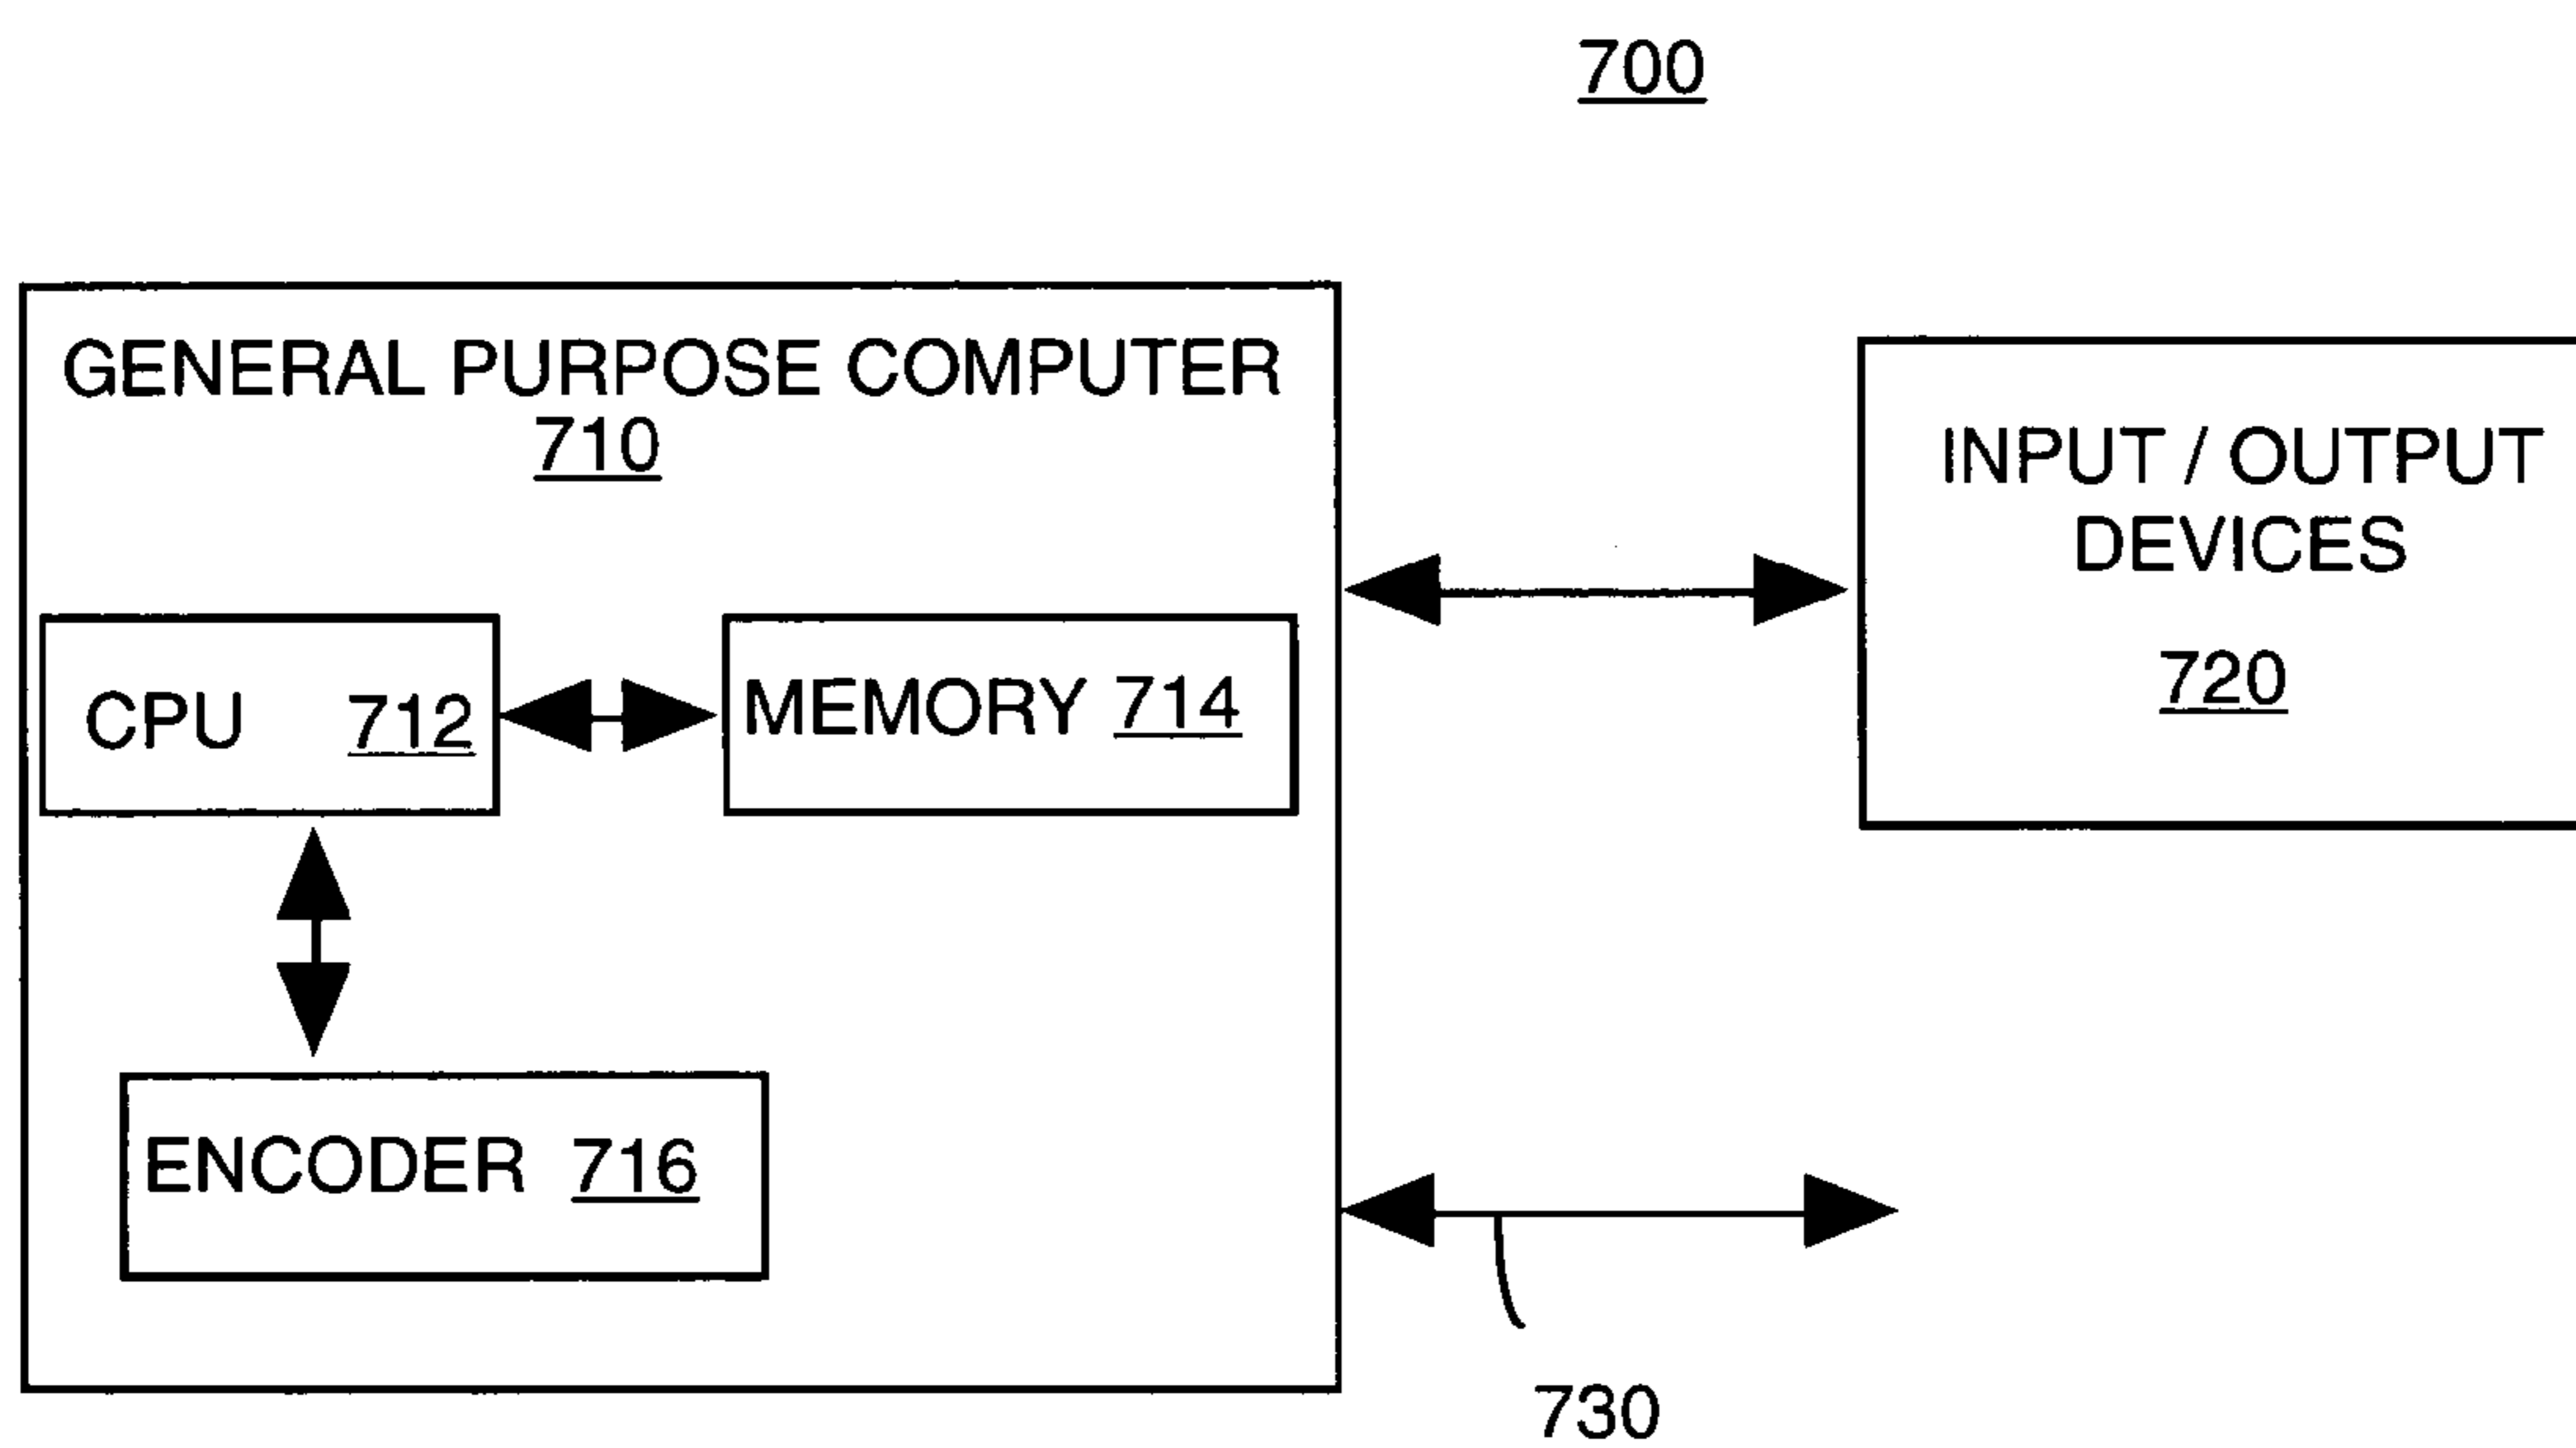 700
GENERAL PURPOSE COMPUTER
710
INPUT / OUTPUT
DEVICES
720
CPU 712
MEMORY 714
ENCODER 716
730